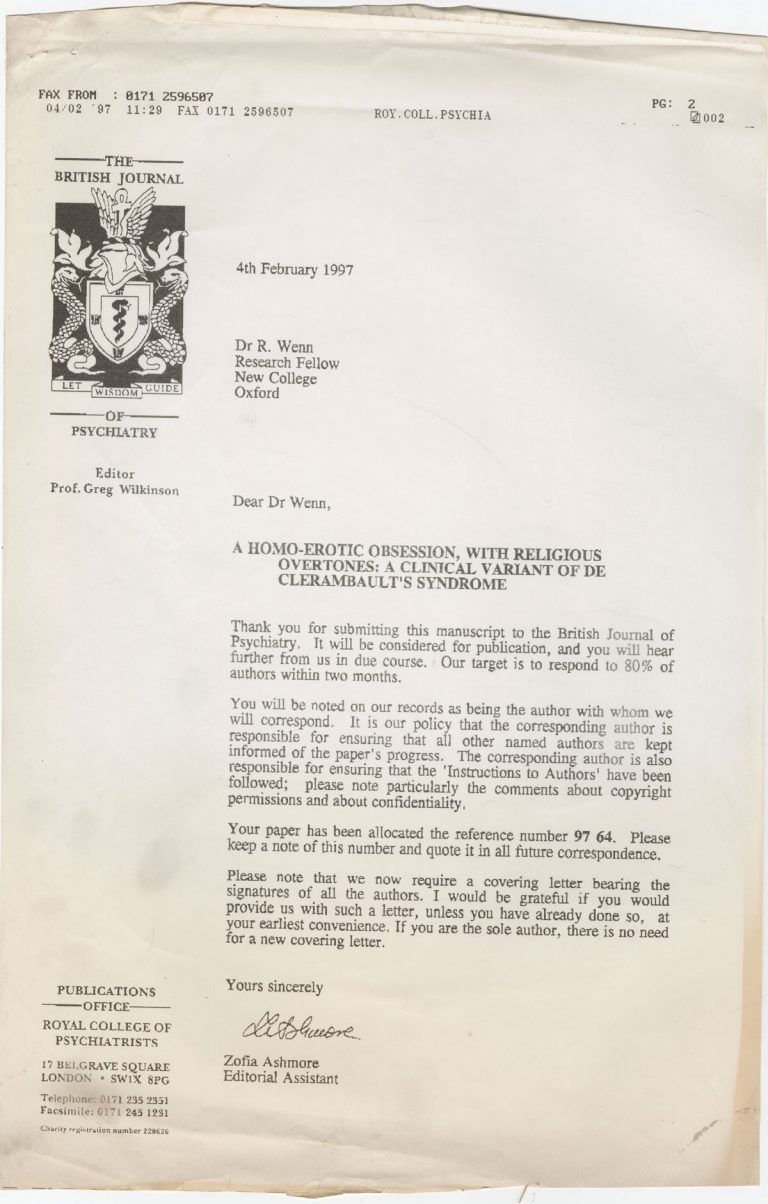 FAX FROM : 0171 2596507
04/02 '97 11:29 FAX 0171 2596507 ROY.COLL.PSYCHIA
PG: 2
002
THE
BRITISH JOURNAL
LET WISDOM GUIDE
OF
PSYCHIATRY
Editor
Prof. Greg Wilkinson
4th February 1997
Dr R. Wenn
Research Fellow
New College
Oxford
Dear Dr Wenn,
A HOMO-EROTIC OBSESSION, WITH RELIGIOUS
OVERTONES: A CLINICAL VARIANT OF DE
CLERAMBAULT'S SYNDROME
Thank you for submitting this manuscript to the British Journal of
Psychiatry. It will be considered for publication, and you will hear
further from us in due course. Our target is to respond to 80% of
authors within two months.
You will be noted on our records as being the author with whom we
will correspond. It is our policy that the corresponding author is
responsible for ensuring that all other named authors are kept
informed of the paper's progress. The corresponding author is also
responsible for ensuring that the 'Instructions to Authors' have been
followed; please note particularly the comments about copyright
permissions and about confidentiality.
Your paper has been allocated the reference number 97 64. Please
keep a note of this number and quote it in all future correspondence.
Please note that we now require a covering letter bearing the
signatures of all the authors. I would be grateful if you would
provide us with such a letter, unless you have already done so, at
your earliest convenience. If you are the sole author, there is no need
for a new covering letter.
Yours sincerely
Zofia Ashmore
Editorial Assistant
PUBLICATIONS
OFFICE
ROYAL COLLEGE OF
PSYCHIATRISTS
17 BELGRAVE SQUARE
LONDON • SW1X 8PG
Telephone: 0171 235 2351
Facsimile: 0171 245 1231
Charity registration number 228636